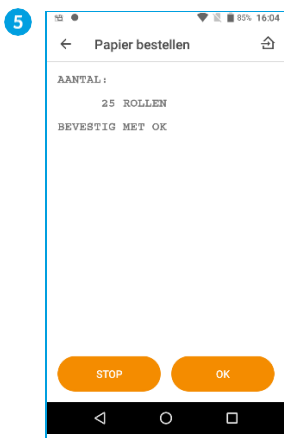 5
85% 16:04
Papier bestellen
AANTAL:
25 ROLLEN
BEVESTIG MET OK
STOP OK